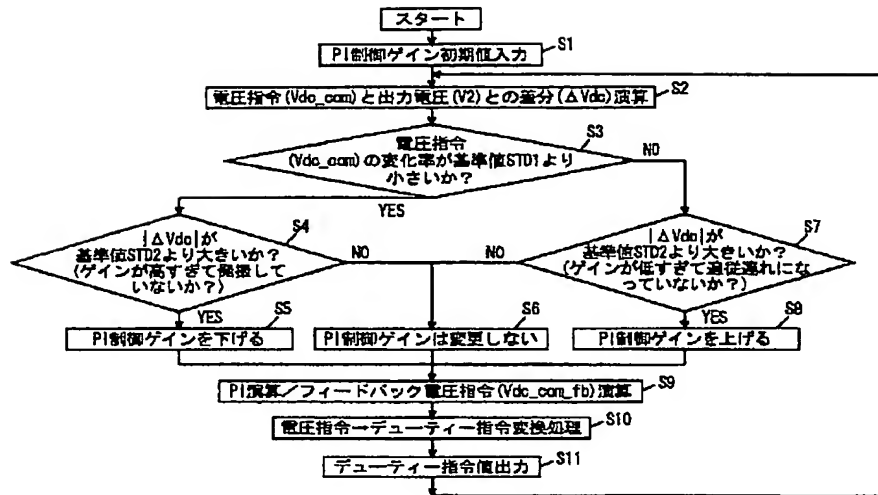 スタート
S1
PI制御ゲイン初期値入力
S2
電圧指令(Vdc_com)と出力電圧(V2)との差分(ΔVdc)演算
S3
電圧指令
(Vdc_com)の変化率が基準値STD1より
小さいか?
NO
YES
S4
|ΔVdc|が
基準値STD2より大きいか?
(ゲインが高すぎて発振して
いないか?)
NO
YES
S7
|ΔVdc|が
基準値STD2より大きいか?
(ゲインが低すぎて追従遅れにな
っていないか?)
NO
YES
S5
PI制御ゲインを下げる
S6
PI制御ゲインは変更しない
S8
PI制御ゲインを上げる
S9
PI演算/フィードバック電圧指令(Vdc_com_fb)演算
S10
電圧指令→デューティー指令変換処理
S11
デューティー指令値出力